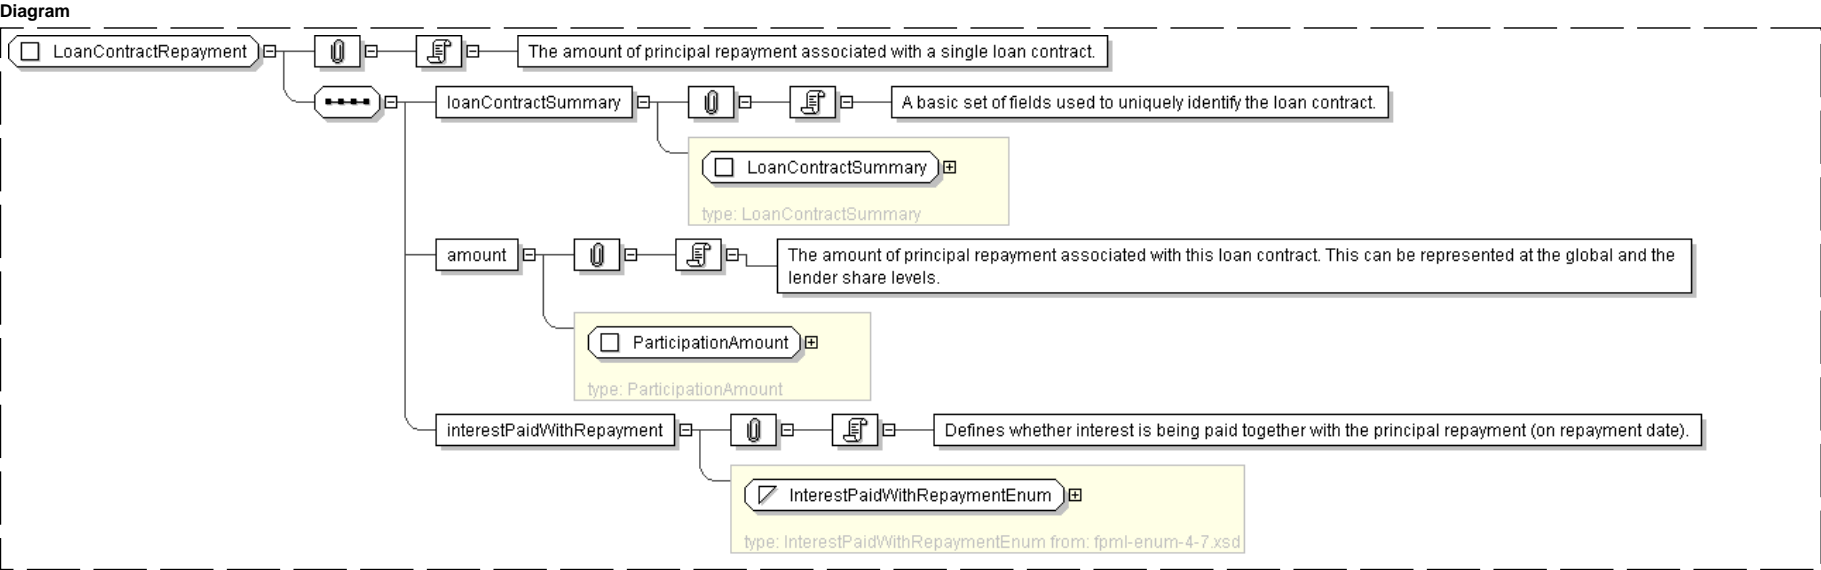 Diagram
LoanContractRepayment
The amount of principal repayment associated with a single loan contract.
loanContractSummary
A basic set of fields used to uniquely identify the loan contract.
LoanContractSummary
type: LoanContractSummary
amount
The amount of principal repayment associated with this loan contract. This can be represented at the global and the
lender share levels.
ParticipationAmount
type: ParticipationAmount
interestPaidWithRepayment
Defines whether interest is being paid together with the principal repayment (on repayment date).
InterestPaidWithRepaymentEnum
type: InterestPaidWithRepaymentEnum from: fpml-enum-4-7.xsd